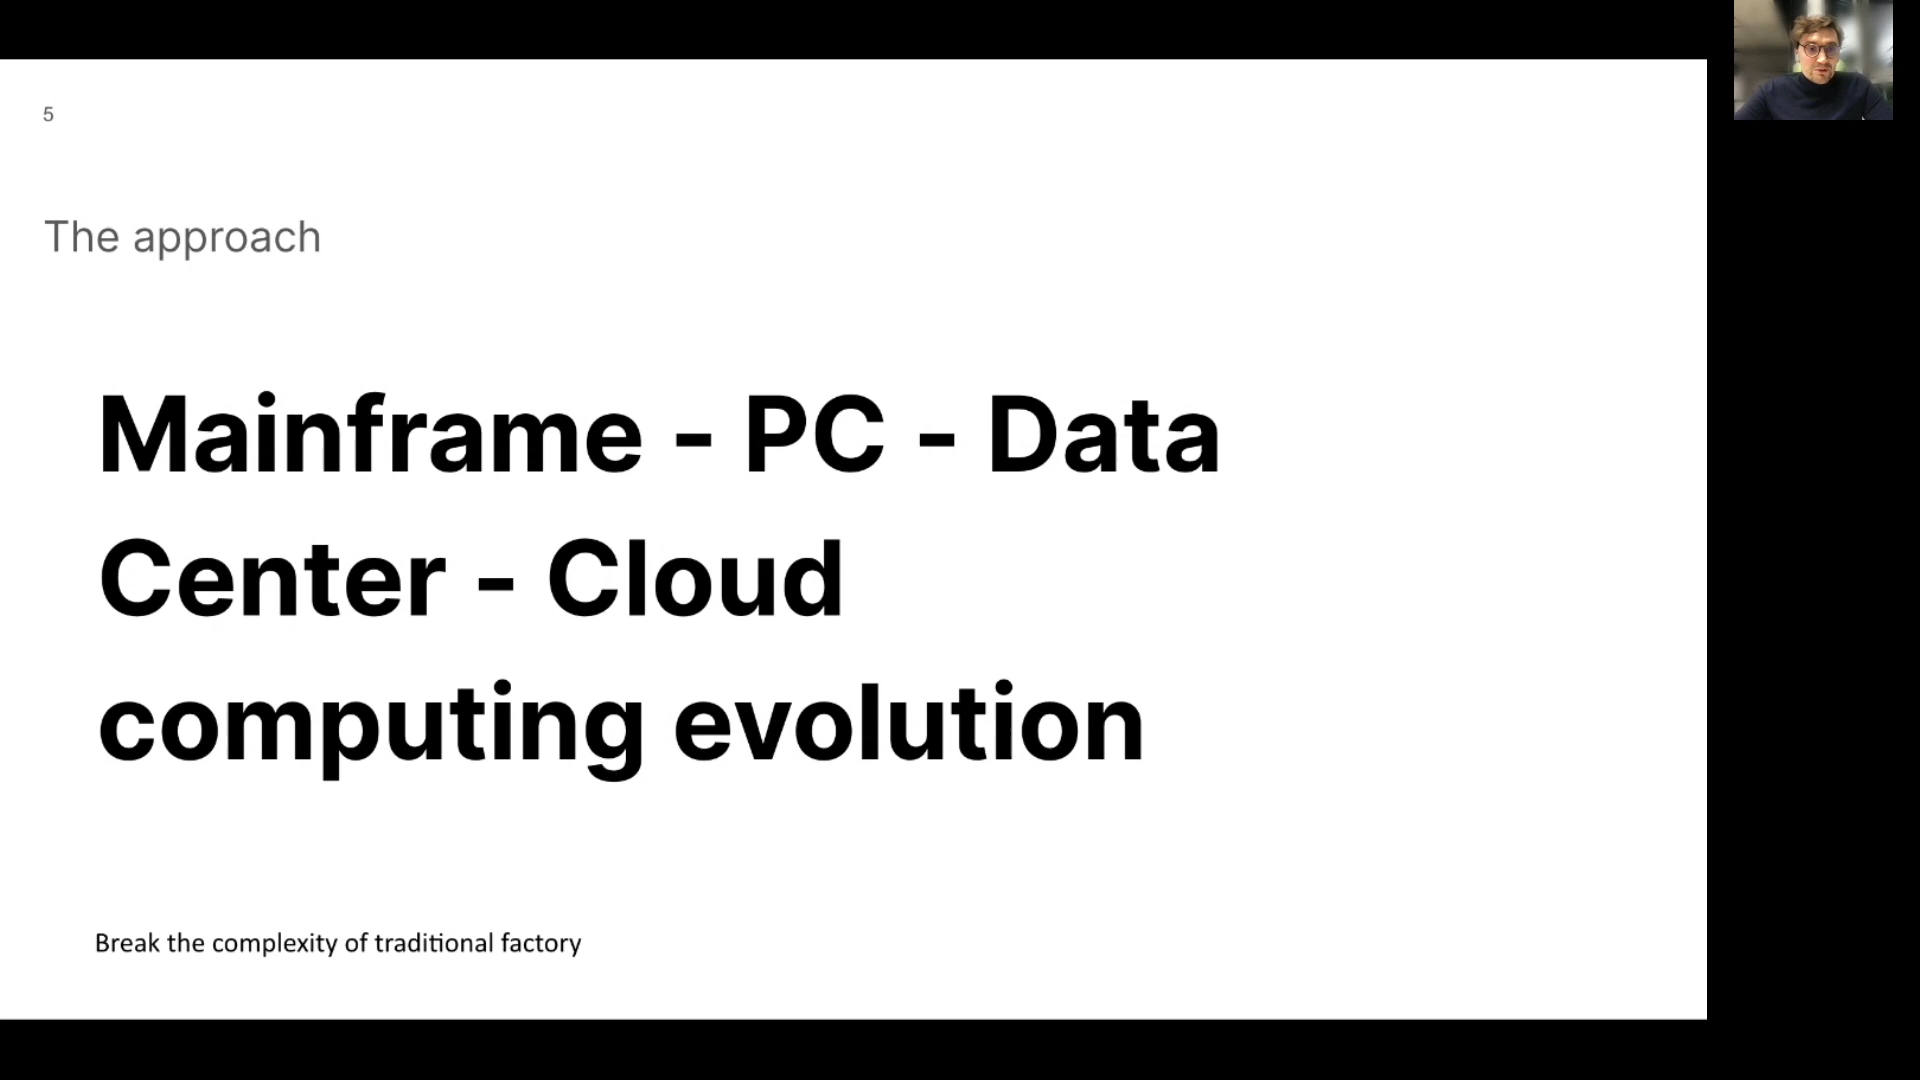 5
The approach
Mainframe - PC - Data
Center - Cloud
computing evolution
Break the complexity of traditional factory